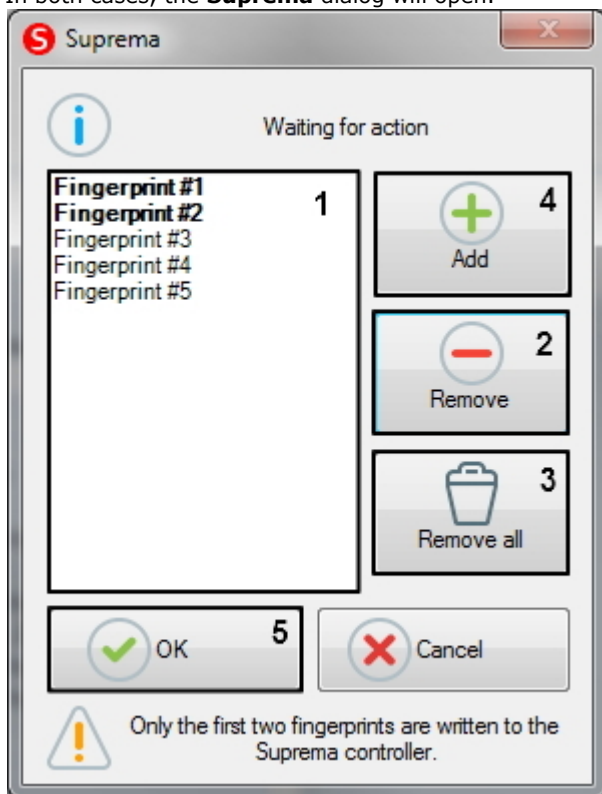 In both cases, the Suprema dialog will open.
S Suprema
Waiting for action
Fingerprint #1
Fingerprint #2
Fingerprint #3
Fingerprint #4
Fingerprint #5
1
4
Add
2
Remove
3
Remove all
OK
5
Cancel
Only the first two fingerprints are written to the
Suprema controller.